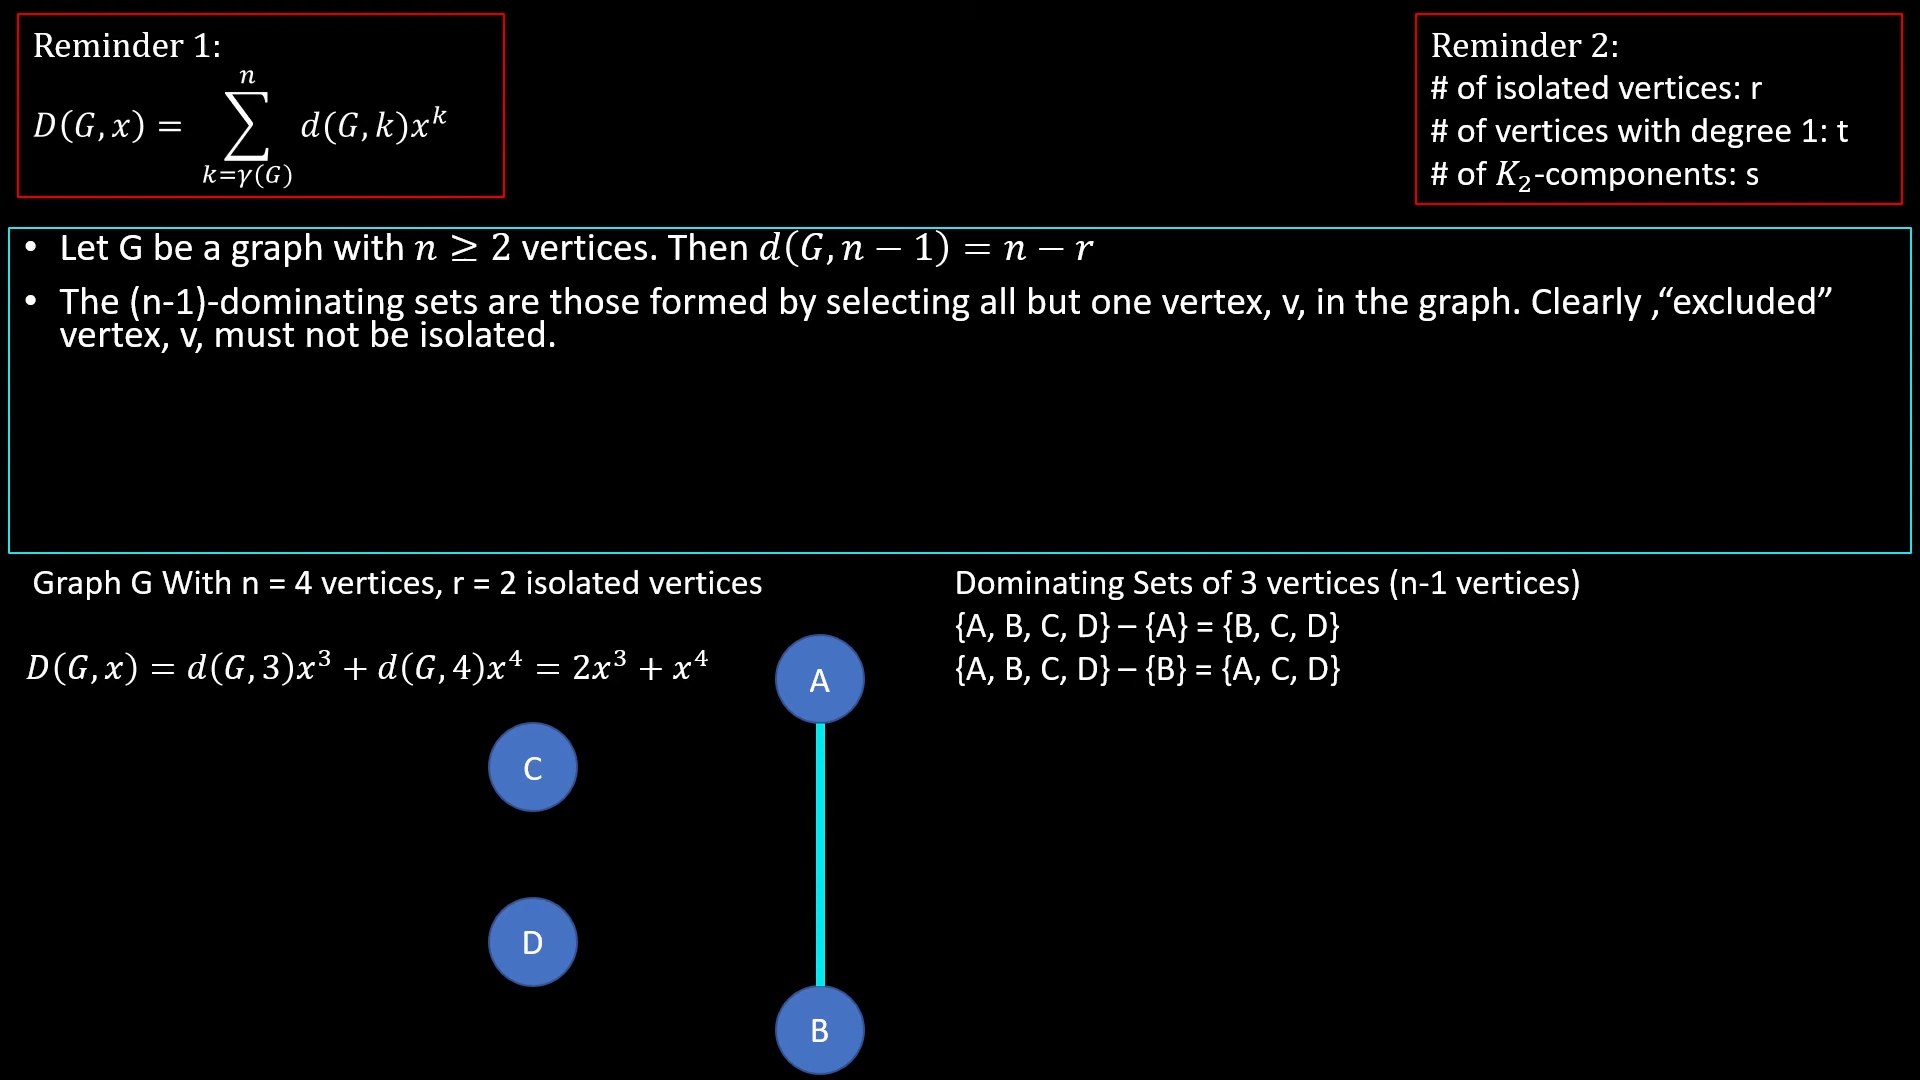 Reminder 1:
D(G, x) = ∑_{k=γ(G)}^{n} d(G, k)x^k
Reminder 2:
# of isolated vertices: r
# of vertices with degree 1: t
# of K₂-components: s
• Let G be a graph with n ≥ 2 vertices. Then d(G, n − 1) = n − r
• The (n-1)-dominating sets are those formed by selecting all but one vertex, v, in the graph. Clearly ,“excluded”
vertex, v, must not be isolated.
Graph G With n = 4 vertices, r = 2 isolated vertices
D(G, x) = d(G, 3)x³ + d(G, 4)x⁴ = 2x³ + x⁴
Dominating Sets of 3 vertices (n-1 vertices)
{A, B, C, D} – {A} = {B, C, D}
{A, B, C, D} – {B} = {A, C, D}
A
C
D
B